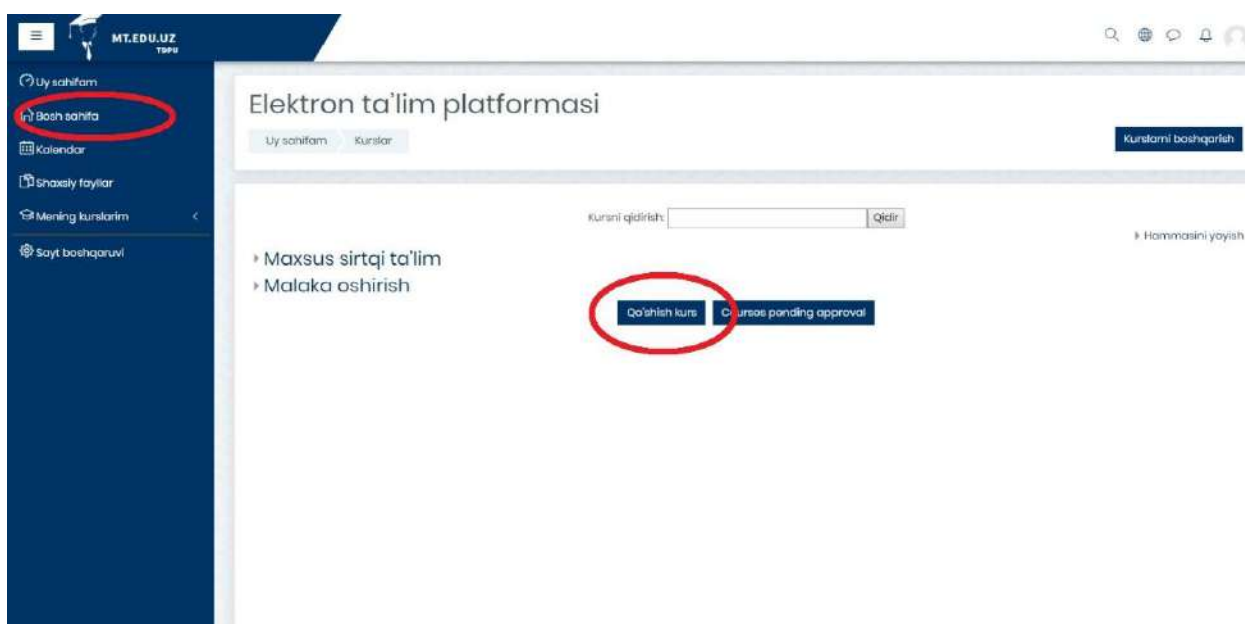 MT.EDU.UZ
TDPU
Uy sahifam
Bosh sahifa
Kalendar
Shaxsiy fayllar
Mening kurslarim
Sayt boshqaruvi
Elektron ta'lim platformasi
Uy sahifam Kurslar
Kurslarni boshqarish
Kursni qidirish: Qidir
Hammasini yoyish
Maxsus sirtqi ta'lim
Malaka oshirish
Qo'shish kurs Courses pending approval